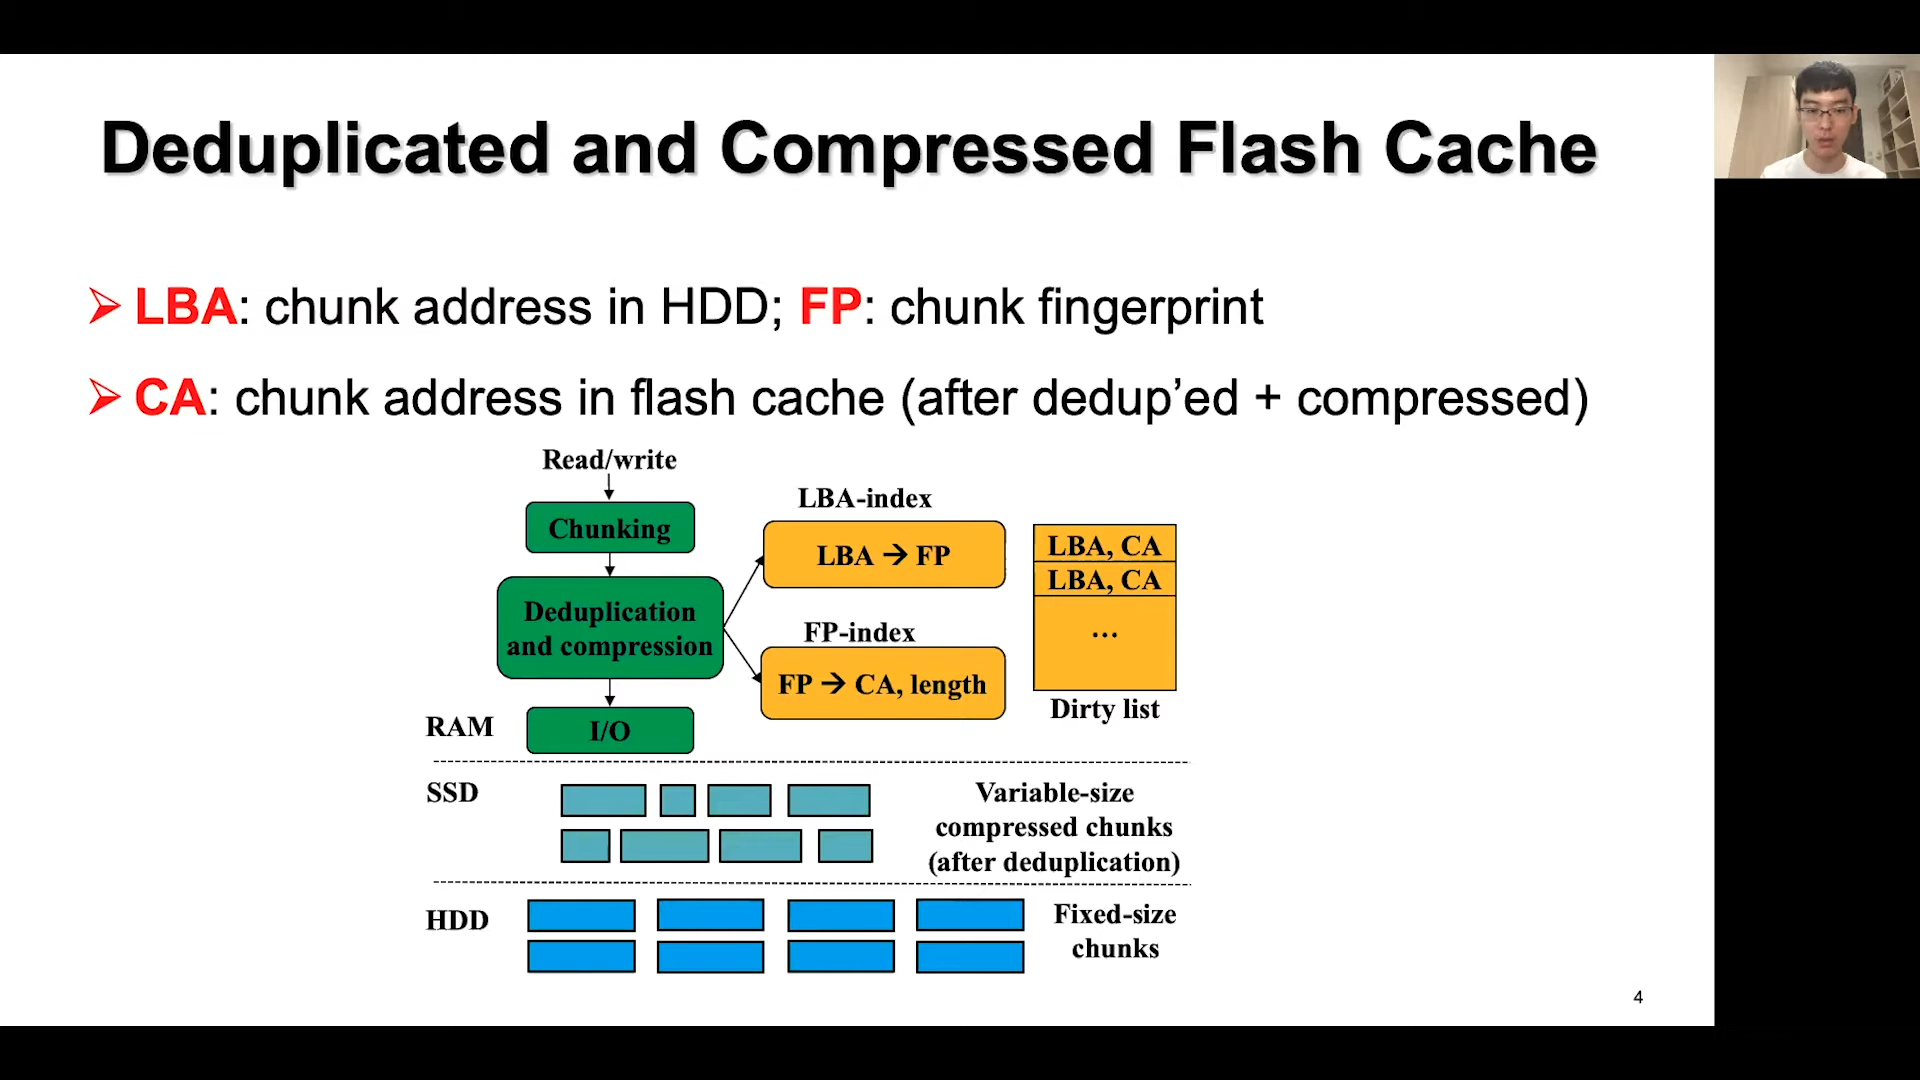 Deduplicated and Compressed Flash Cache
LBA: chunk address in HDD; FP: chunk fingerprint
CA: chunk address in flash cache (after dedup’ed + compressed)
Read/write
Chunking
Deduplication
and compression
I/O
RAM
LBA-index
LBA → FP
FP-index
FP → CA, length
LBA, CA
LBA, CA
...
Dirty list
SSD
Variable-size
compressed chunks
(after deduplication)
HDD
Fixed-size
chunks
4